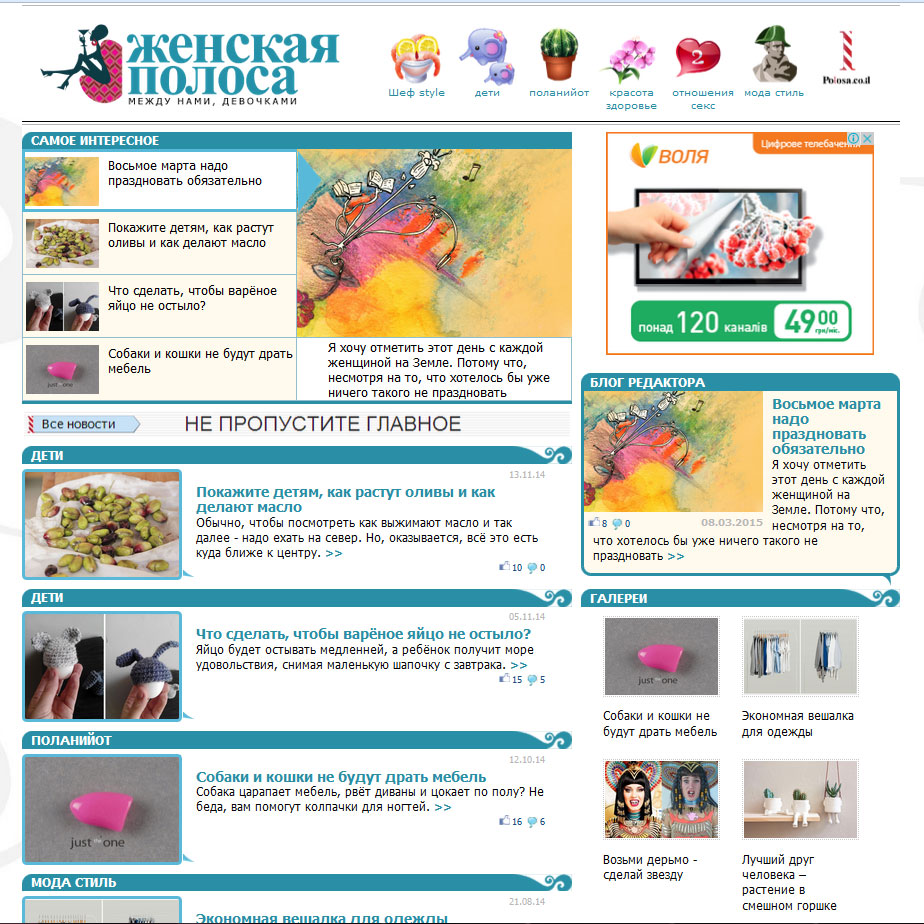 женская
полоса
МЕЖДУ НАМИ, ДЕВОЧКАМИ
Шеф style
дети
поланийот
красота
здоровье
2
отношения
секс
мода стиль
Polosa.co.il
САМОЕ ИНТЕРЕСНОЕ
Восьмое марта надо
праздновать обязательно
Покажите детям, как растут
оливы и как делают масло
Что сделать, чтобы варёное
яйцо не остыло?
Собаки и кошки не будут драть
мебель
just one
Я хочу отметить этот день с каждой
женщиной на Земле. Потому что,
несмотря на то, что хотелось бы уже
ничего такого не праздновать
Цифрове телебачення
ВОЛЯ
понад 120 каналів
49 00
грн/міс.
Все новости
НЕ ПРОПУСТИТЕ ГЛАВНОЕ
ДЕТИ
13.11.14
Покажите детям, как растут оливы и как
делают масло
Обычно, чтобы посмотреть как выжимают масло и так
далее - надо ехать на север. Но, оказывается, всё это есть
куда ближе к центру. >>
10 0
ДЕТИ
05.11.14
Что сделать, чтобы варёное яйцо не остыло?
Яйцо будет остывать медленней, а ребёнок получит море
удовольствия, снимая маленькую шапочку с завтрака. >>
15 5
ПОЛАНИЙОТ
12.10.14
Собаки и кошки не будут драть мебель
Собака царапает мебель, рвёт диваны и цокает по полу? Не
беда, вам помогут колпачки для ногтей. >>
16 6
just one
МОДА СТИЛЬ
21.08.14
Экономная вешалка для одежды
БЛОГ РЕДАКТОРА
Восьмое марта
надо
праздновать
обязательно
Я хочу отметить
этот день с каждой
женщиной на
Земле. Потому что,
несмотря на то,
что хотелось бы уже ничего такого не
праздновать >>
8 0
08.03.2015
ГАЛЕРЕИ
just one
Собаки и кошки не
будут драть мебель
Экономная вешалка
для одежды
Возьми дерьмо -
сделай звезду
Лучший друг
человека –
растение в
смешном горшке